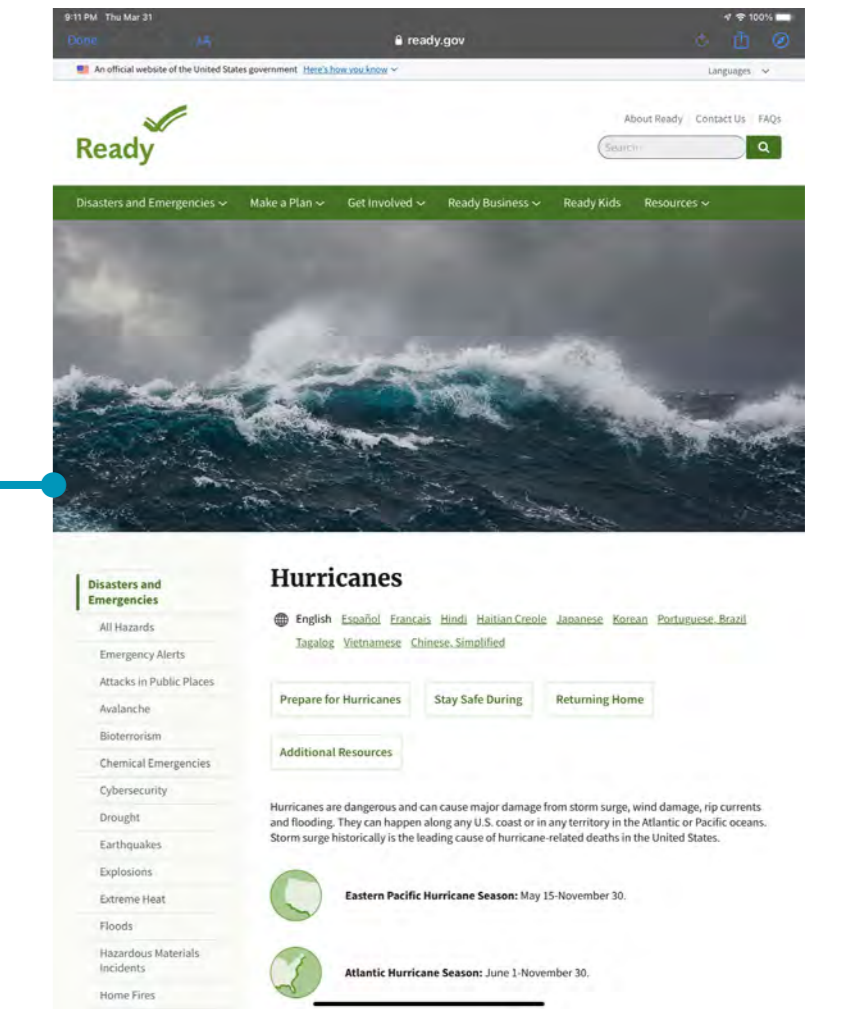 9:11 PM Thu Mar 31
100%
Done
AA
ready.gov
An official website of the United States government Here's how you know
Languages
Ready
About Ready Contact Us FAQs
Search
Disasters and Emergencies Make a Plan Get Involved Ready Business Ready Kids Resources
Disasters and
Emergencies
All Hazards
Emergency Alerts
Attacks in Public Places
Avalanche
Bioterrorism
Chemical Emergencies
Cybersecurity
Drought
Earthquakes
Explosions
Extreme Heat
Floods
Hazardous Materials
Incidents
Home Fires
Hurricanes
English Español Français Hindi Haitian Creole Japanese Korean Portuguese, Brazil
Tagalog Vietnamese Chinese, Simplified
Prepare for Hurricanes Stay Safe During Returning Home
Additional Resources
Hurricanes are dangerous and can cause major damage from storm surge, wind damage, rip currents
and flooding. They can happen along any U.S. coast or in any territory in the Atlantic or Pacific oceans.
Storm surge historically is the leading cause of hurricane-related deaths in the United States.
Eastern Pacific Hurricane Season: May 15-November 30.
Atlantic Hurricane Season: June 1-November 30.